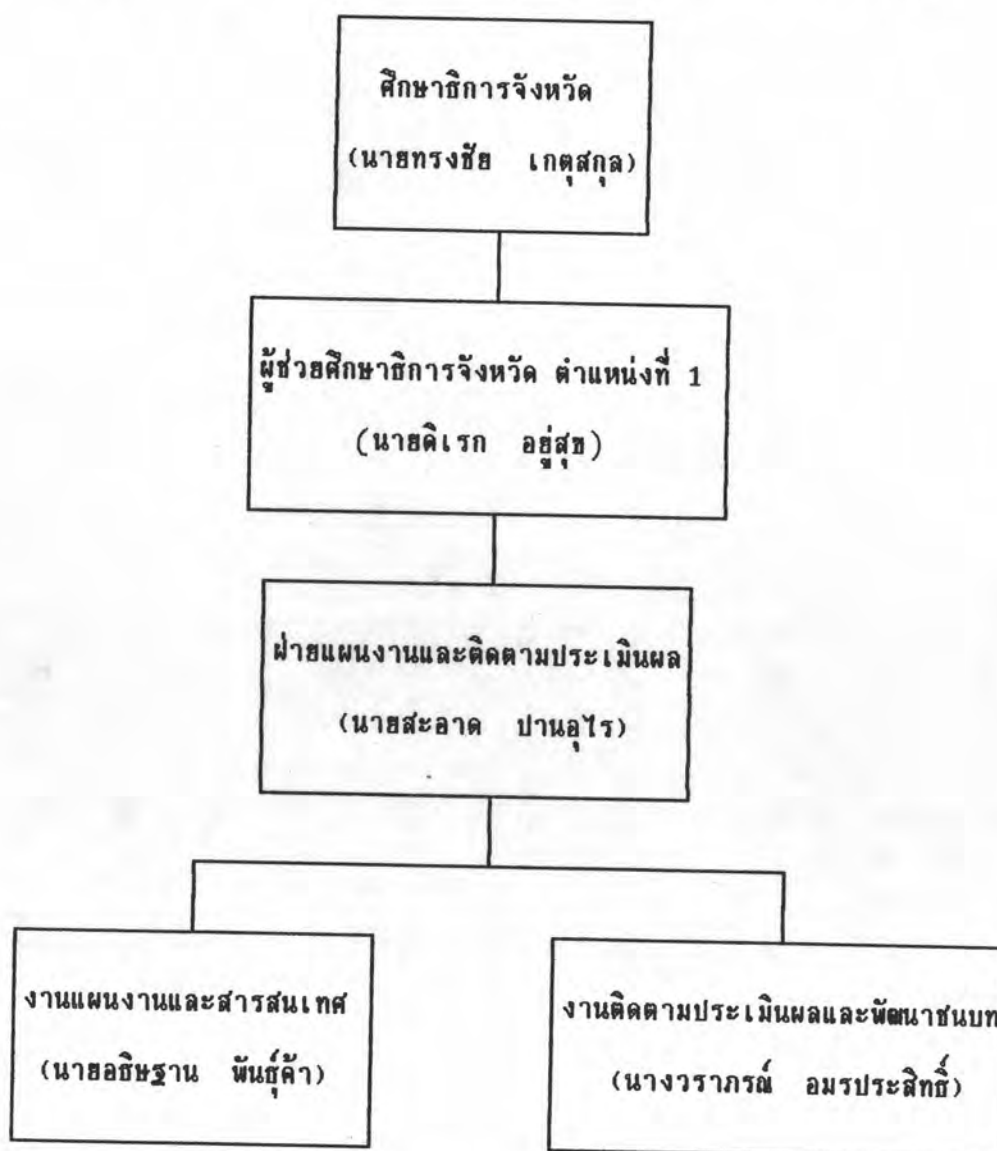 ศึกษาธิการจังหวัด
(นายทรงชัย เกตุสกุล)
ผู้ช่วยศึกษาธิการจังหวัด ตำแหน่งที่ 1
(นายดิเรก อยู่สุข)
ฝ่ายแผนงานและติดตามประเมินผล
(นายสะอาด ปานอุไร)
งานแผนงานและสารสนเทศ
(นายอธิษฐาน พันธุ์ค้า)
งานติดตามประเมินผลและพัฒนาชนบท
(นางวราภรณ์ อมรประสิทธิ์)